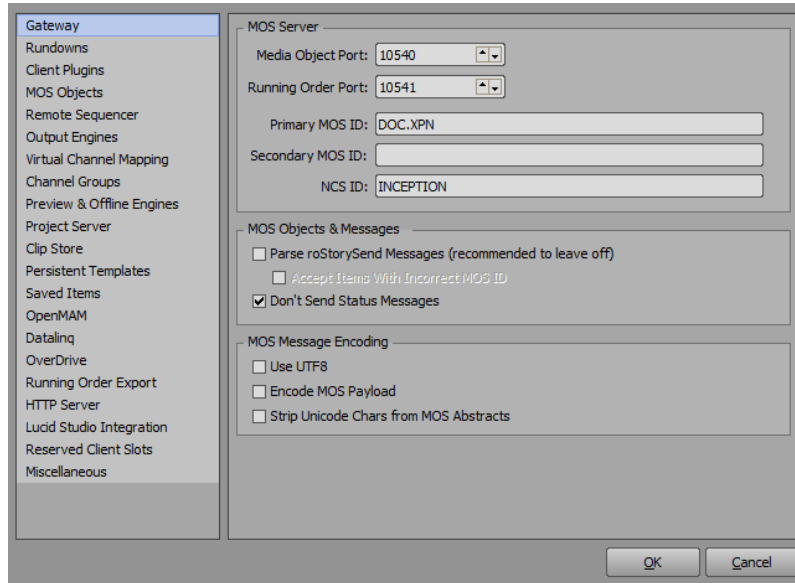 Gateway
Rundowns
Client Plugins
MOS Objects
Remote Sequencer
Output Engines
Virtual Channel Mapping
Channel Groups
Preview & Offline Engines
Project Server
Clip Store
Persistent Templates
Saved Items
OpenMAM
Datalinq
OverDrive
Running Order Export
HTTP Server
Lucid Studio Integration
Reserved Client Slots
Miscellaneous
MOS Server
Media Object Port: 10540
Running Order Port: 10541
Primary MOS ID: DOC.XPN
Secondary MOS ID:
NCS ID: INCEPTION
MOS Objects & Messages
Parse roStorySend Messages (recommended to leave off)
Accept Items With Incorrect MOS ID
Don't Send Status Messages
MOS Message Encoding
Use UTF8
Encode MOS Payload
Strip Unicode Chars from MOS Abstracts
OK Cancel